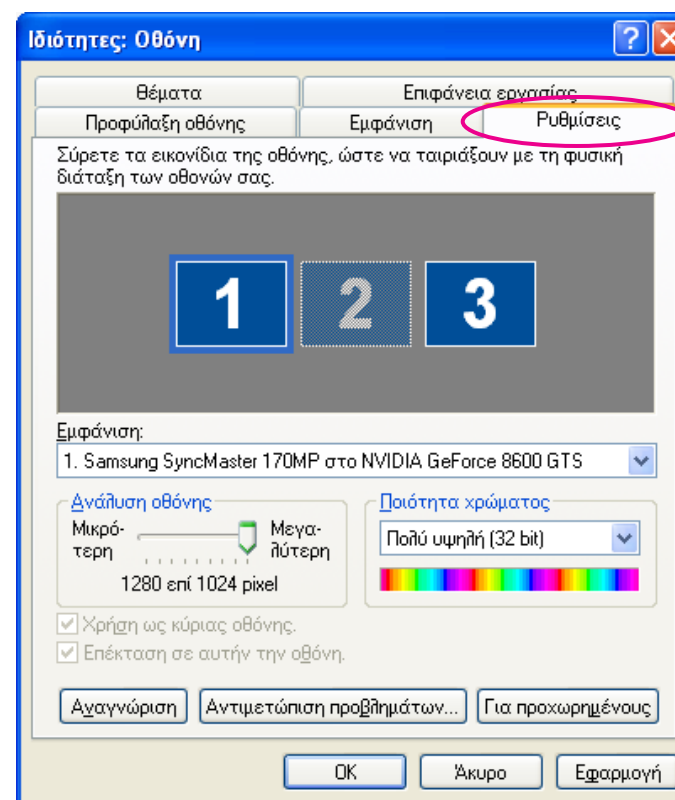 Ιδιότητες: Οθόνη
Θέματα
Επιφάνεια εργασίας
Προφύλαξη οθόνης
Εμφάνιση
Ρυθμίσεις
Σύρετε τα εικονίδια της οθόνης, ώστε να ταιριάξουν με τη φυσική
διάταξη των οθονών σας.
1 2 3
Εμφάνιση:
1. Samsung SyncMaster 170MP στο NVIDIA GeForce 8600 GTS
Ανάλυση οθόνης
Μικρό-
τερη
Μεγα-
λύτερη
1280 επί 1024 pixel
Ποιότητα χρώματος
Πολύ υψηλή (32 bit)
Χρήση ως κύριας οθόνης.
Επέκταση σε αυτήν την οθόνη.
Αναγνώριση
Αντιμετώπιση προβλημάτων...
Για προχωρημένους
OK
Άκυρο
Εφαρμογή